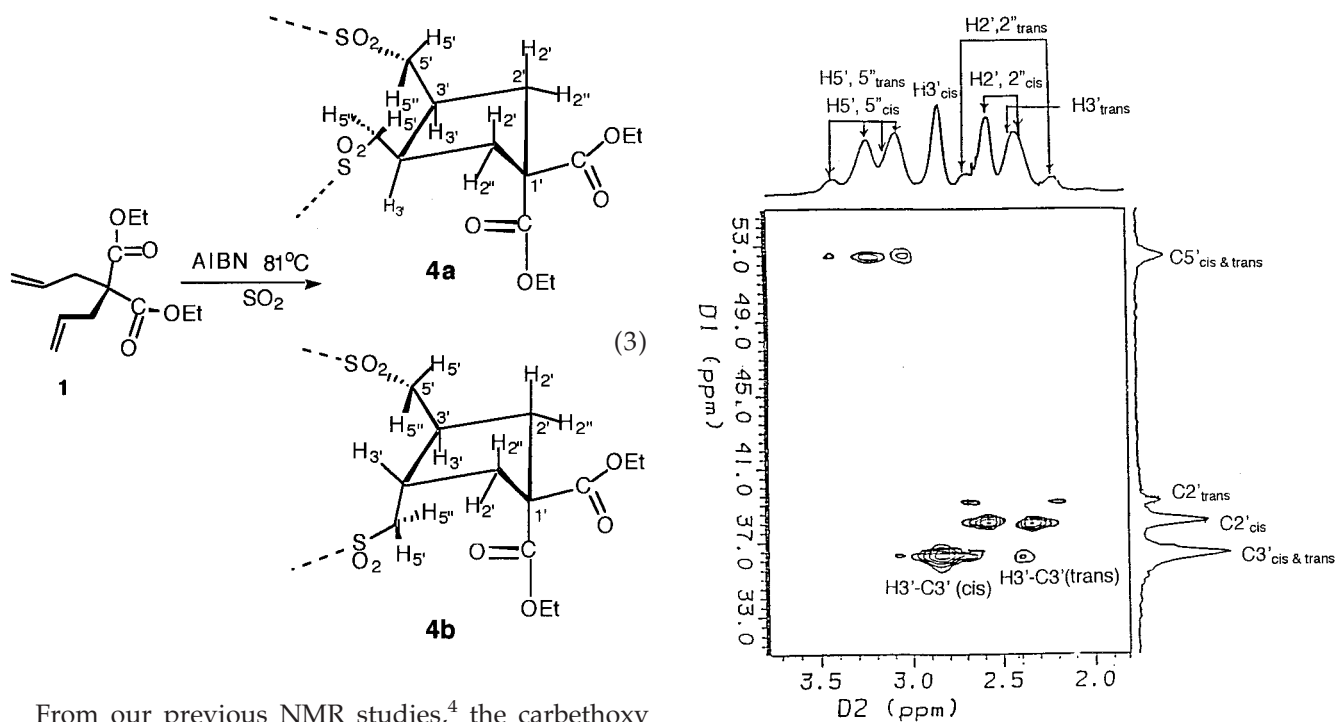 SO2 H5'
5' H2'
2'
3' H2"
H5"
H5' H5' H2'
O2 H3'
S OEt
C
1' O
H2"
H3'
O C
4a
OEt
OEt
C
O
AIBN 81°C
SO2
OEt
C
O
1
(3)
SO2 H5'
5' H2'
3' H2"
H5" 2'
H3' H3' H2"
OEt
H2' C
1' O
H5"
O C
S
O2 H5'
OEt
4b
From our previous NMR studies,4 the carbethoxy
H2',2"trans
H5', 5"trans H3'cis H2', 2"cis
H5', 5"cis H3'trans
53.0
49.0
45.0
41.0
37.0
33.0
D1 (ppm)
C5'cis & trans
C2'trans
C2'cis
C3'cis & trans
H3'-C3' (cis) H3'-C3'(trans)
3.5 3.0 2.5 2.0
D2 (ppm)